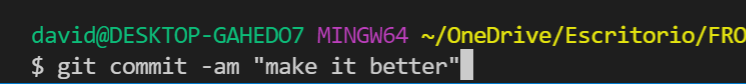 david@DESKTOP-GAHEDO7 MINGW64 ~/OneDrive/Escritorio/FRO
$ git commit -am "make it better"